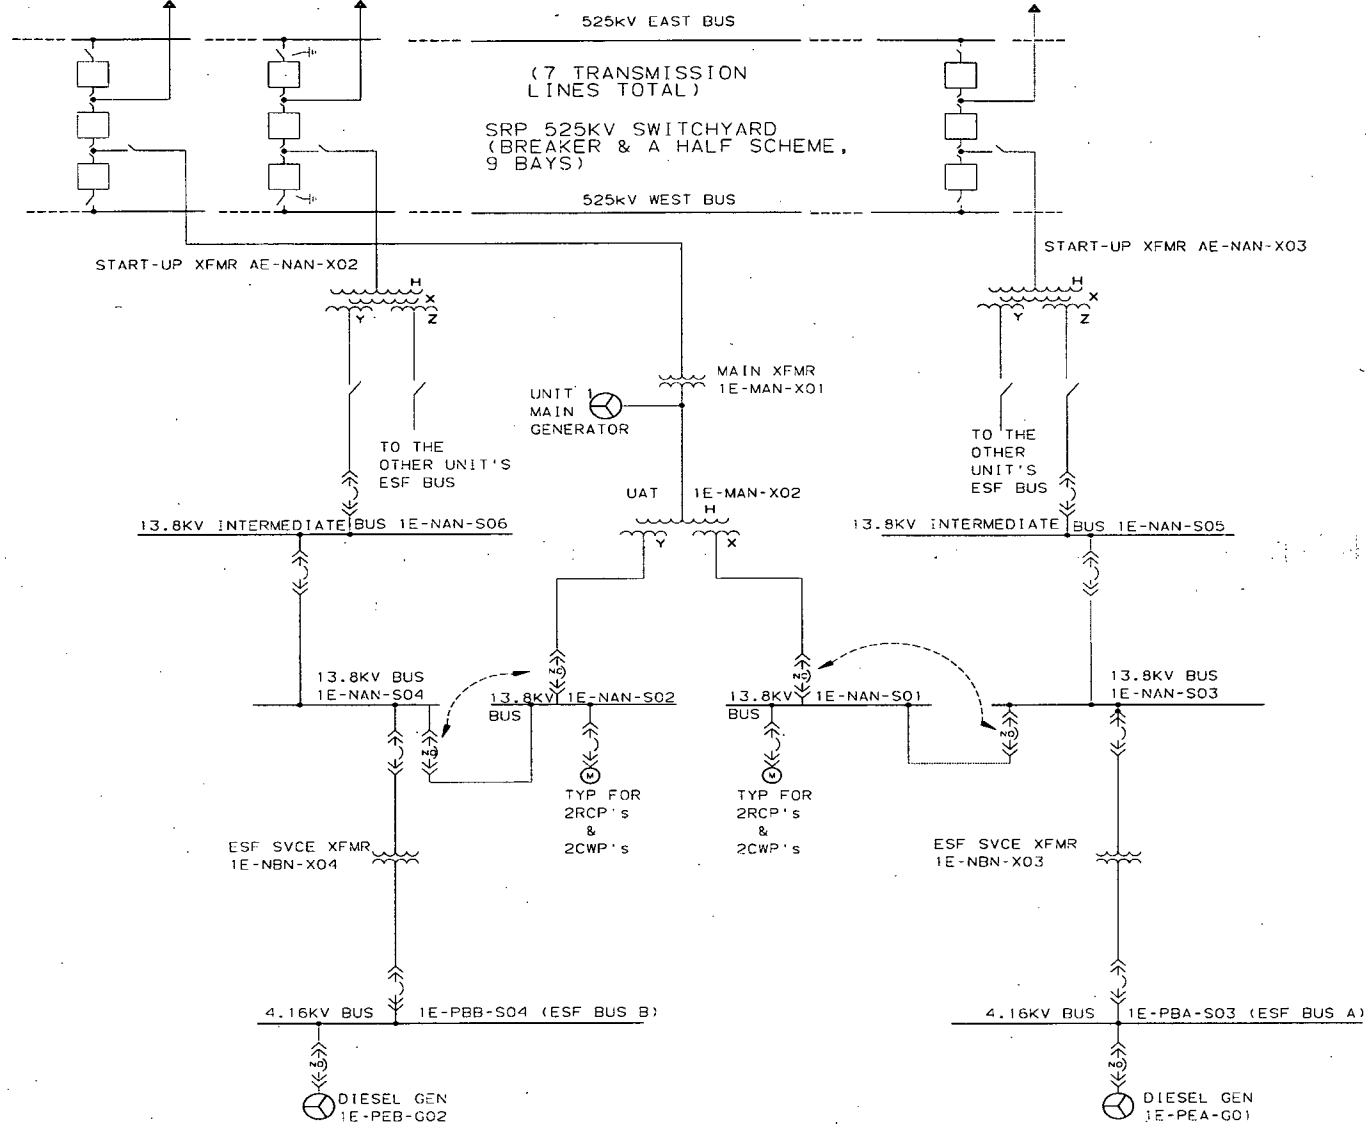 525kV EAST BUS
(7 TRANSMISSION
LINES TOTAL)
SRP 525KV SWITCHYARD
(BREAKER & A HALF SCHEME,
9 BAYS)
525kV WEST BUS
START-UP XFMR AE-NAN-X02
H
X
Y
Z
START-UP XFMR AE-NAN-X03
H
X
Y
Z
MAIN XFMR
1E-MAN-X01
UNIT 1
MAIN
GENERATOR
TO THE
OTHER UNIT'S
ESF BUS
TO THE
OTHER
UNIT'S
ESF BUS
UAT 1E-MAN-X02
H
Y
X
13.8KV INTERMEDIATE BUS 1E-NAN-S06
13.8KV INTERMEDIATE BUS 1E-NAN-S05
NC
NC
13.8KV BUS
1E-NAN-S04
13.8KV 1E-NAN-S02
BUS
13.8KV 1E-NAN-S01
BUS
13.8KV BUS
1E-NAN-S03
NO
NO
M
M
TYP FOR
2RCP's
&
2CWP's
TYP FOR
2RCP's
&
2CWP's
ESF SVCE XFMR
1E-NBN-X04
ESF SVCE XFMR
1E-NBN-X03
4.16KV BUS 1E-PBB-S04 (ESF BUS B)
4.16KV BUS 1E-PBA-S03 (ESF BUS A)
NO
NO
DIESEL GEN
1E-PEB-G02
DIESEL GEN
1E-PEA-G01